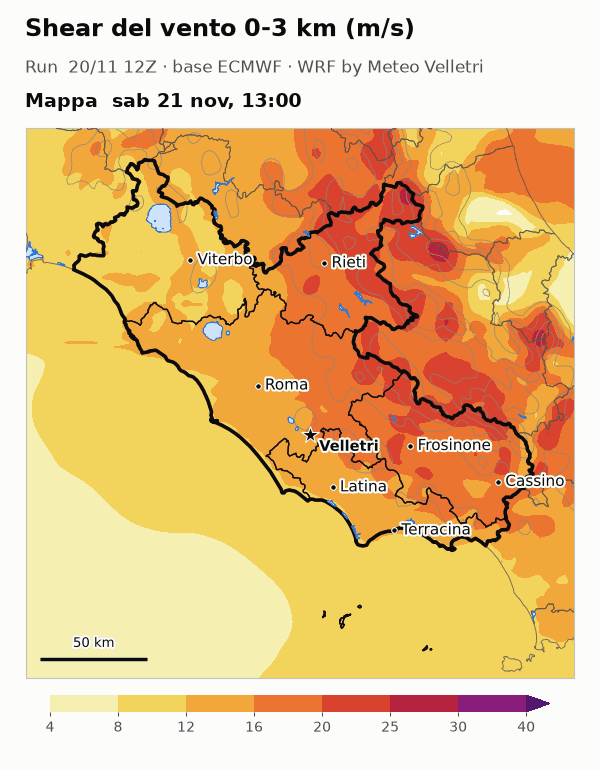 Shear del vento 0-3 km (m/s)
Run  20/11 12Z · base ECMWF · WRF by Meteo Velletri
Mappa  sab 21 nov, 13:00
Viterbo
Rieti
Roma
Velletri
Frosinone
Latina
Cassino
Terracina
50 km
4 8 12 16 20 25 30 40